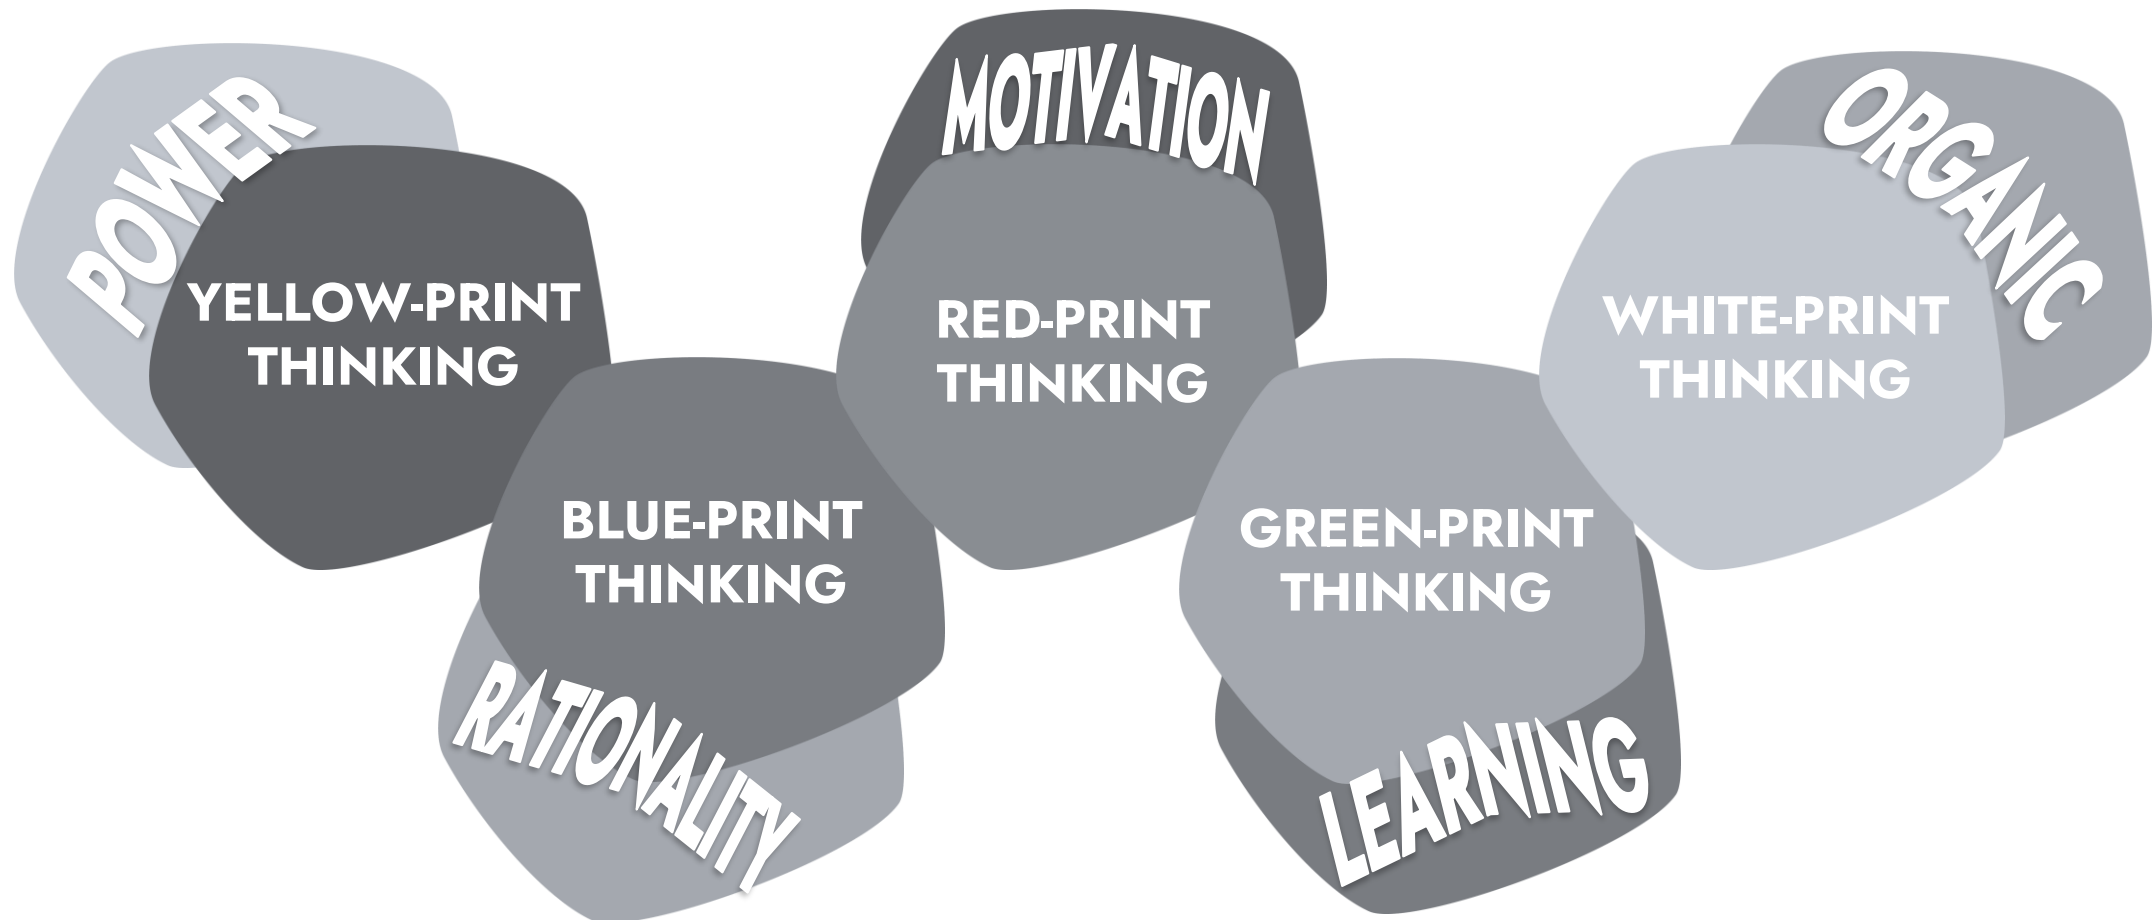 POWER
YELLOW-PRINT
THINKING
RATIONALITY
BLUE-PRINT
THINKING
MOTIVATION
RED-PRINT
THINKING
LEARNING
GREEN-PRINT
THINKING
ORGANIC
WHITE-PRINT
THINKING